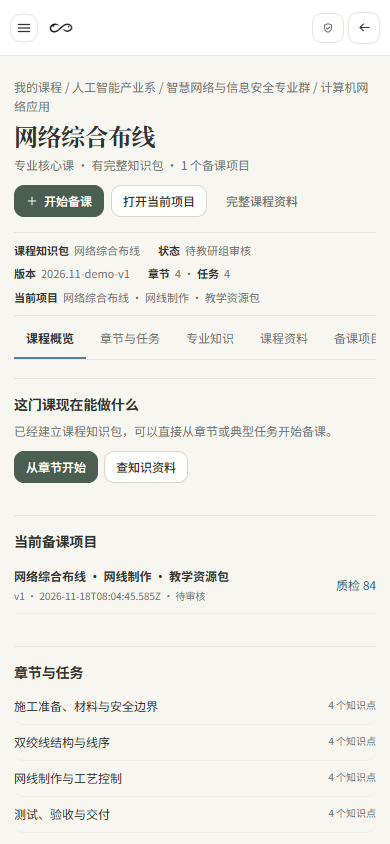 我的课程 / 人工智能产业系 / 智慧网络与信息安全专业群 / 计算机网
络应用
网络综合布线
专业核心课 · 有完整知识包 · 1 个备课项目
＋ 开始备课 打开当前项目 完整课程资料
课程知识包 网络综合布线 状态 待教研组审核
版本 2026.11-demo-v1 章节 4 · 任务 4
当前项目 网络综合布线 · 网线制作 · 教学资源包
课程概览 章节与任务 专业知识 课程资料 备课项目
这门课现在能做什么
已经建立课程知识包，可以直接从章节或典型任务开始备课。
从章节开始 查知识资料
当前备课项目
网络综合布线 · 网线制作 · 教学资源包
质检 84
v1 · 2026-11-18T08:04:45.585Z · 待审核
章节与任务
施工准备、材料与安全边界 4 个知识点
双绞线结构与线序 4 个知识点
网线制作与工艺控制 4 个知识点
测试、验收与交付 4 个知识点